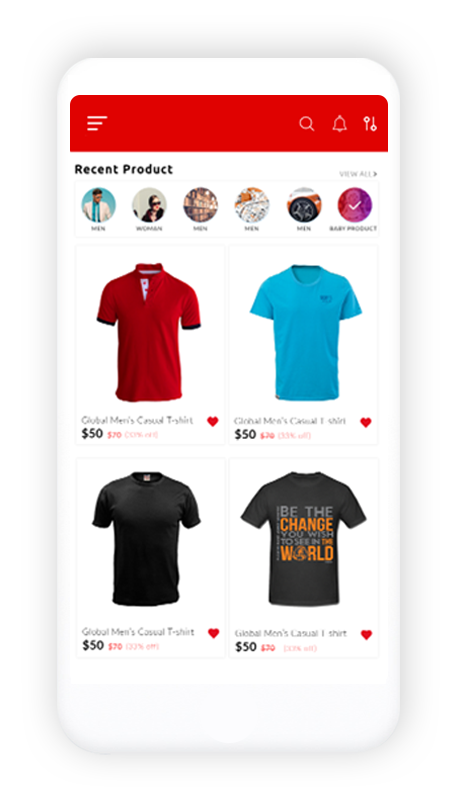 Recent Product
VIEW ALL
MEN
WOMAN
MEN
MEN
MEN
BABY PRODUCT
Global Men's Casual T-shirt
$50 $70 (33% off)
Global Men's Casual T-shirt
$50 $70 (33% off)
BE THE
CHANGE
YOU WISH
TO SEE IN THE
WORLD
Global Men's Casual T-shirt
$50 $70 (33% off)
Global Men's Casual T-shirt
$50 $70 (33% off)